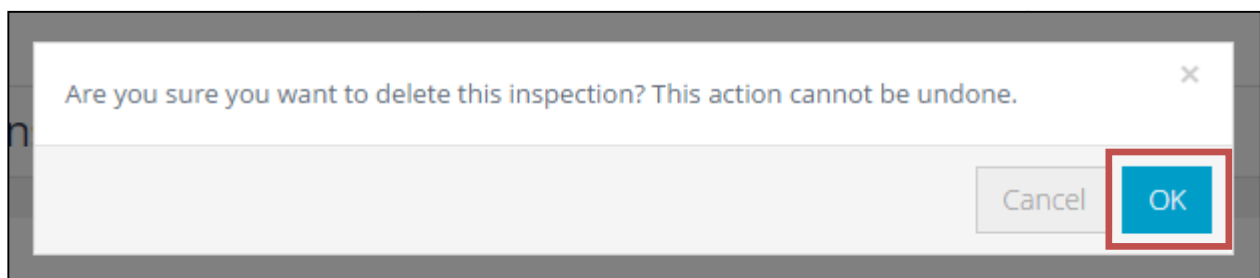 Are you sure you want to delete this inspection? This action cannot be undone.
×
Cancel
OK